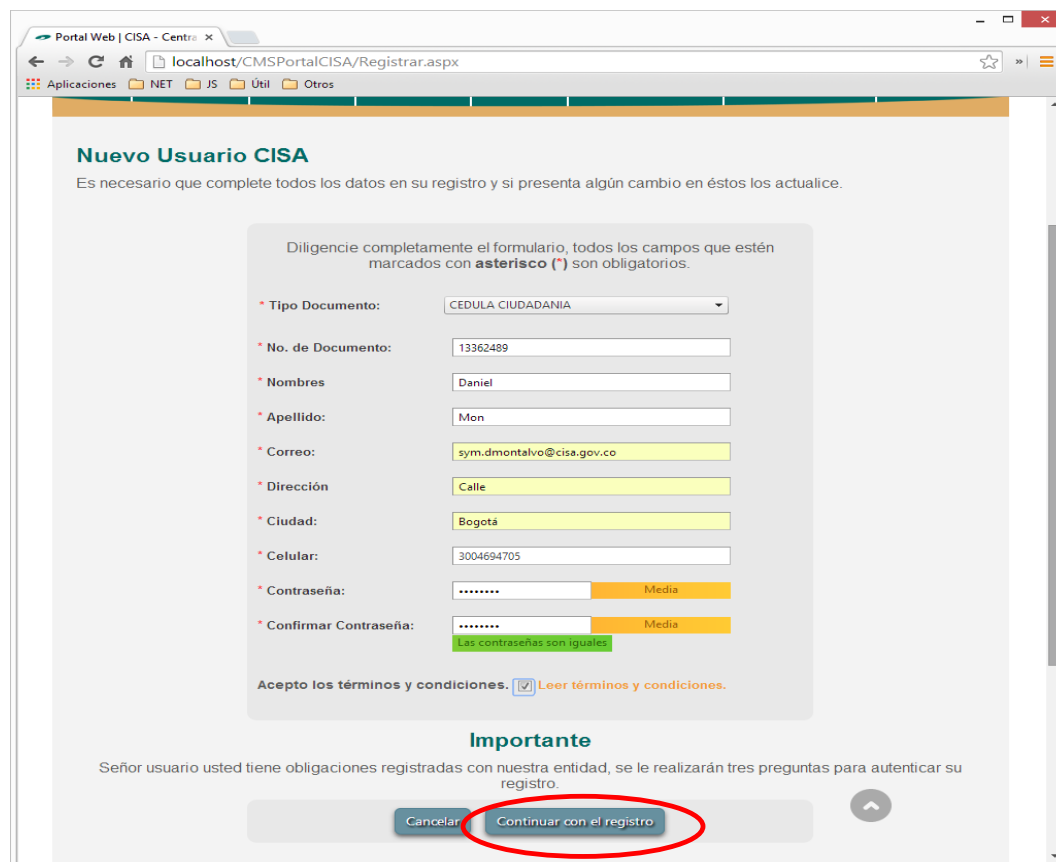 Portal Web | CISA - Centra
localhost/CMSPortalCISA/Registrar.aspx
Aplicaciones NET JS Útil Otros
Nuevo Usuario CISA
Es necesario que complete todos los datos en su registro y si presenta algún cambio en éstos los actualice.
Diligencie completamente el formulario, todos los campos que estén
marcados con asterisco (*) son obligatorios.
* Tipo Documento: CEDULA CIUDADANIA
* No. de Documento: 13362489
* Nombres Daniel
* Apellido: Mon
* Correo: sym.dmontalvo@cisa.gov.co
* Dirección Calle
* Ciudad: Bogotá
* Celular: 3004694705
* Contraseña: •••••••• Media
* Confirmar Contraseña: •••••••• Media
Las contraseñas son iguales
Acepto los términos y condiciones. Leer términos y condiciones.
Importante
Señor usuario usted tiene obligaciones registradas con nuestra entidad, se le realizarán tres preguntas para autenticar su
registro.
Cancelar Continuar con el registro